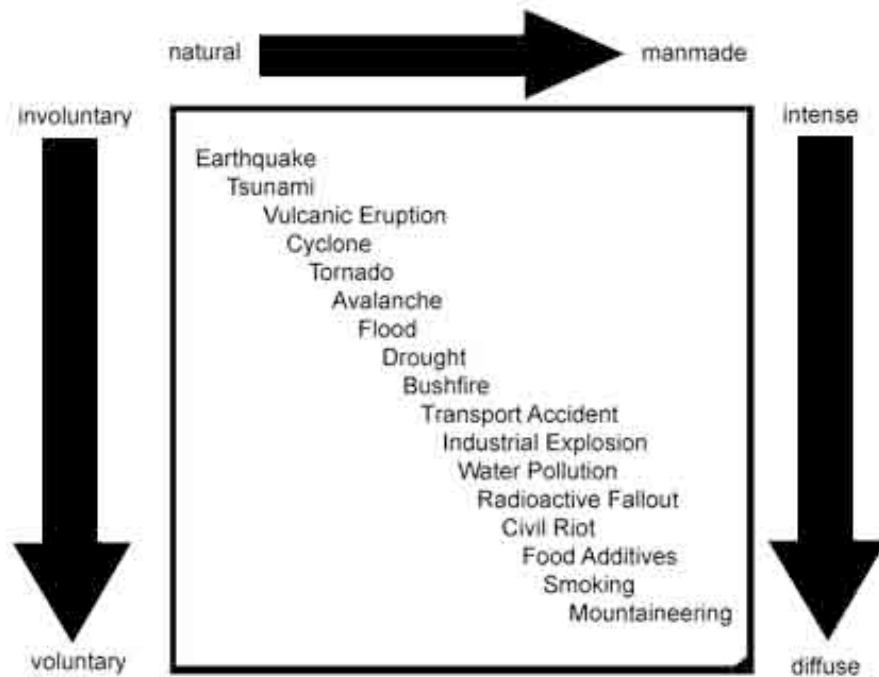 natural manmade
involuntary intense
Earthquake
Tsunami
Vulcanic Eruption
Cyclone
Tornado
Avalanche
Flood
Drought
Bushfire
Transport Accident
Industrial Explosion
Water Pollution
Radioactive Fallout
Civil Riot
Food Additives
Smoking
Mountaineering
voluntary diffuse